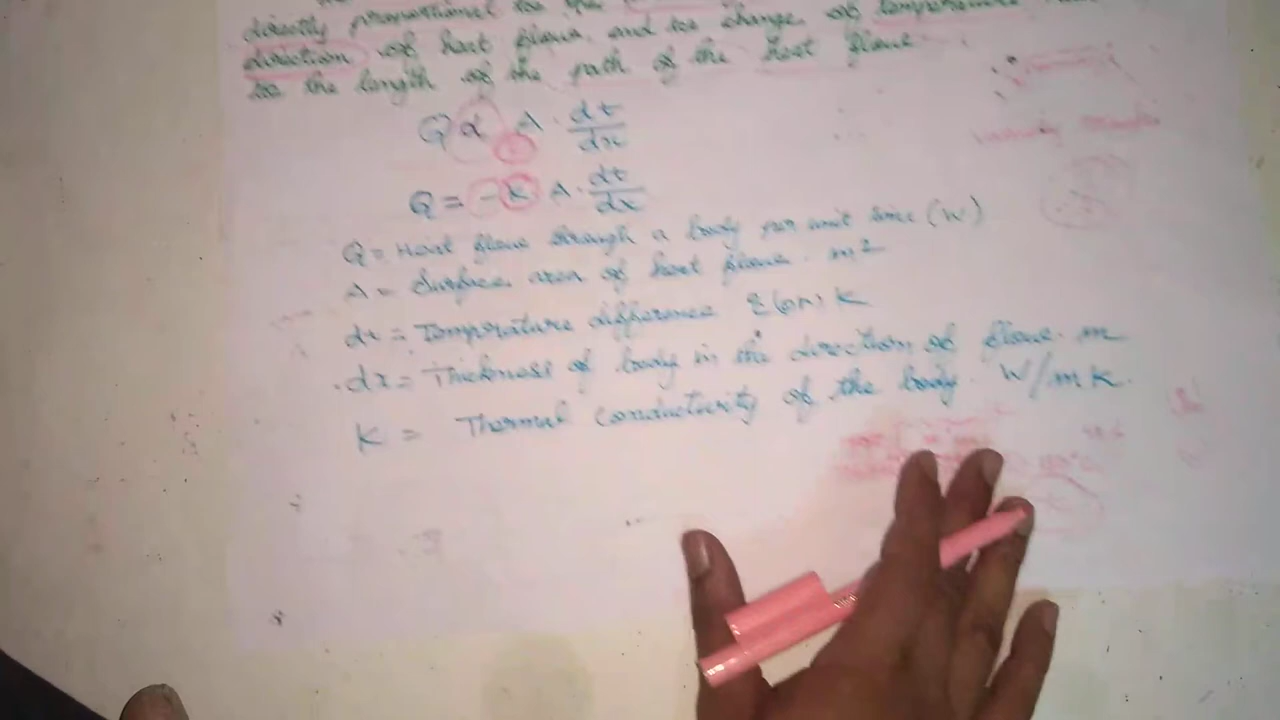 directly proportional to the
direction of heat flow and to change of temperature
to the length of the path of the heat flow
Q α A . dt/dx
Q = -K A . dt/dx
Q = Heat flow through a body per unit time (W)
A = Surface area of heat flow . m²
dt = Temperature difference (or) K
dx = Thickness of body in the direction of flow . m
K = Thermal conductivity of the body . W/mK.